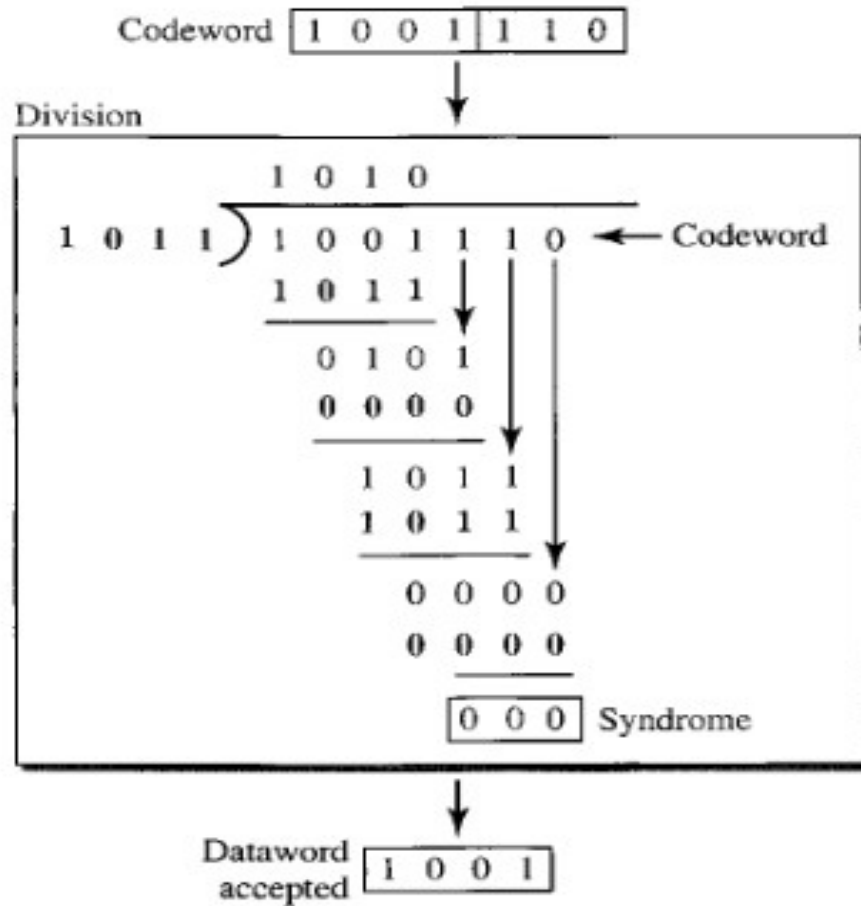 Codeword 1 0 0 1 1 1 0
Division
1 0 1 0
1 0 1 1 1 0 0 1 1 1 0 Codeword
1 0 1 1
0 1 0 1
0 0 0 0
1 0 1 1
1 0 1 1
0 0 0 0
0 0 0 0
0 0 0 Syndrome
Dataword
accepted 1 0 0 1